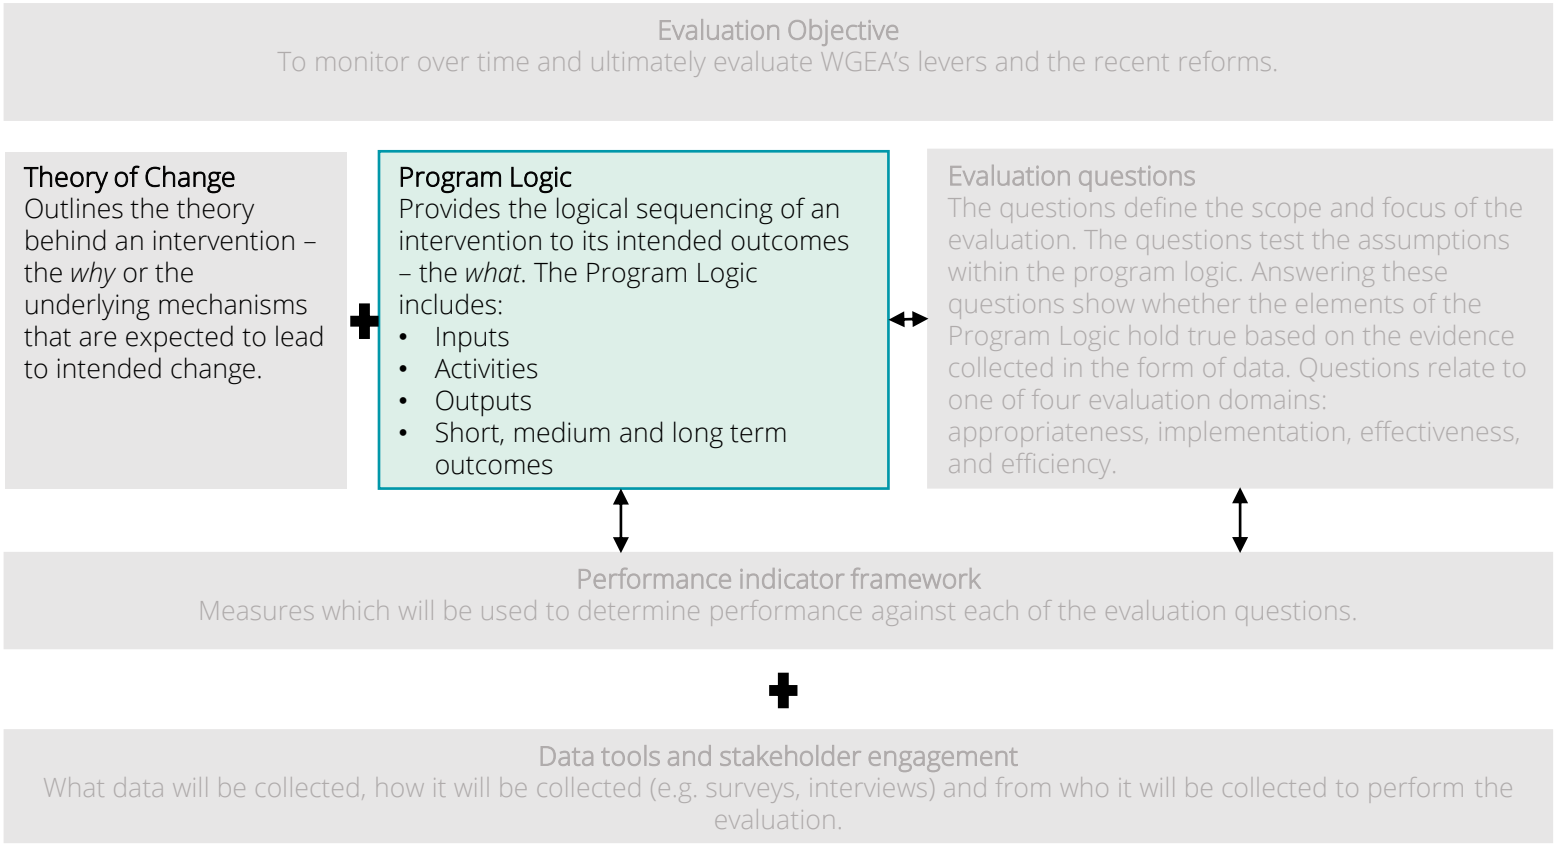 Evaluation Objective
To monitor over time and ultimately evaluate WGEA's levers and the recent reforms.
Theory of Change
Outlines the theory
behind an intervention –
the why or the
underlying mechanisms
that are expected to lead
to intended change.
Program Logic
Provides the logical sequencing of an
intervention to its intended outcomes
– the what. The Program Logic
includes:
• Inputs
• Activities
• Outputs
• Short, medium and long term
outcomes
Evaluation questions
The questions define the scope and focus of the
evaluation. The questions test the assumptions
within the program logic. Answering these
questions show whether the elements of the
Program Logic hold true based on the evidence
collected in the form of data. Questions relate to
one of four evaluation domains:
appropriateness, implementation, effectiveness,
and efficiency.
Performance indicator framework
Measures which will be used to determine performance against each of the evaluation questions.
Data tools and stakeholder engagement
What data will be collected, how it will be collected (e.g. surveys, interviews) and from who it will be collected to perform the
evaluation.